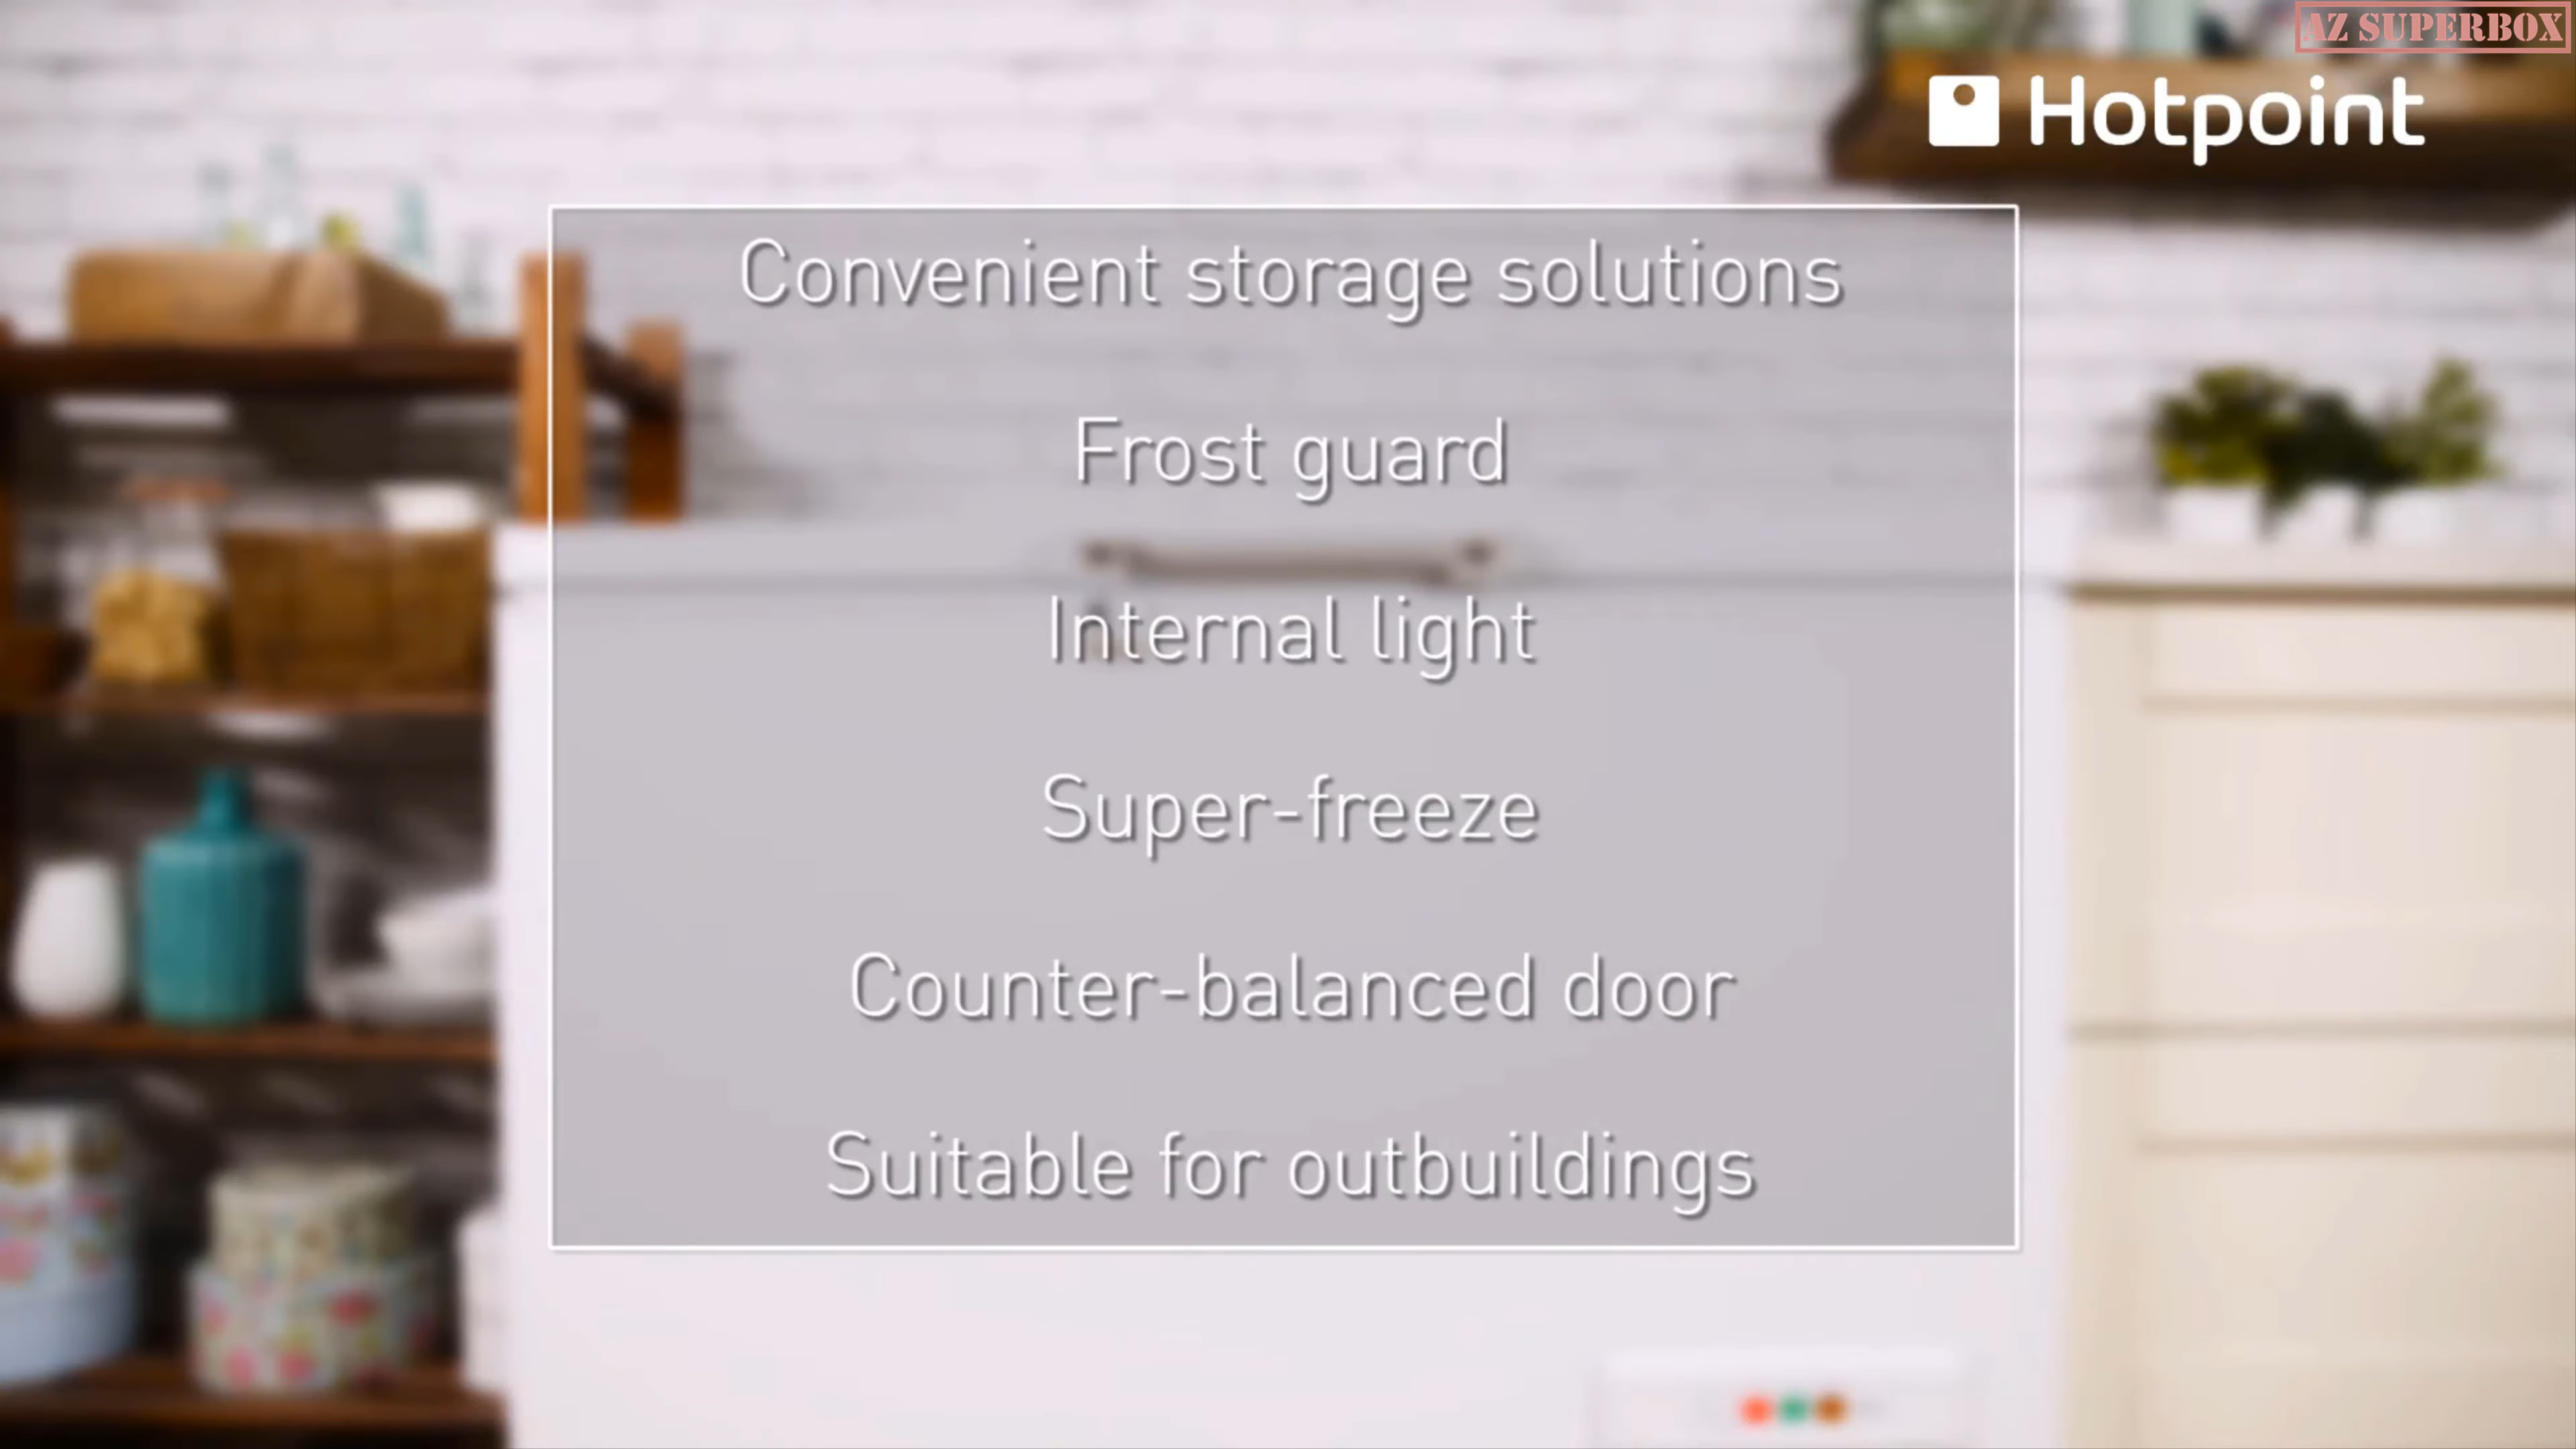 AZ SUPERBOX
Hotpoint
Convenient storage solutions
Frost guard
Internal light
Super-freeze
Counter-balanced door
Suitable for outbuildings